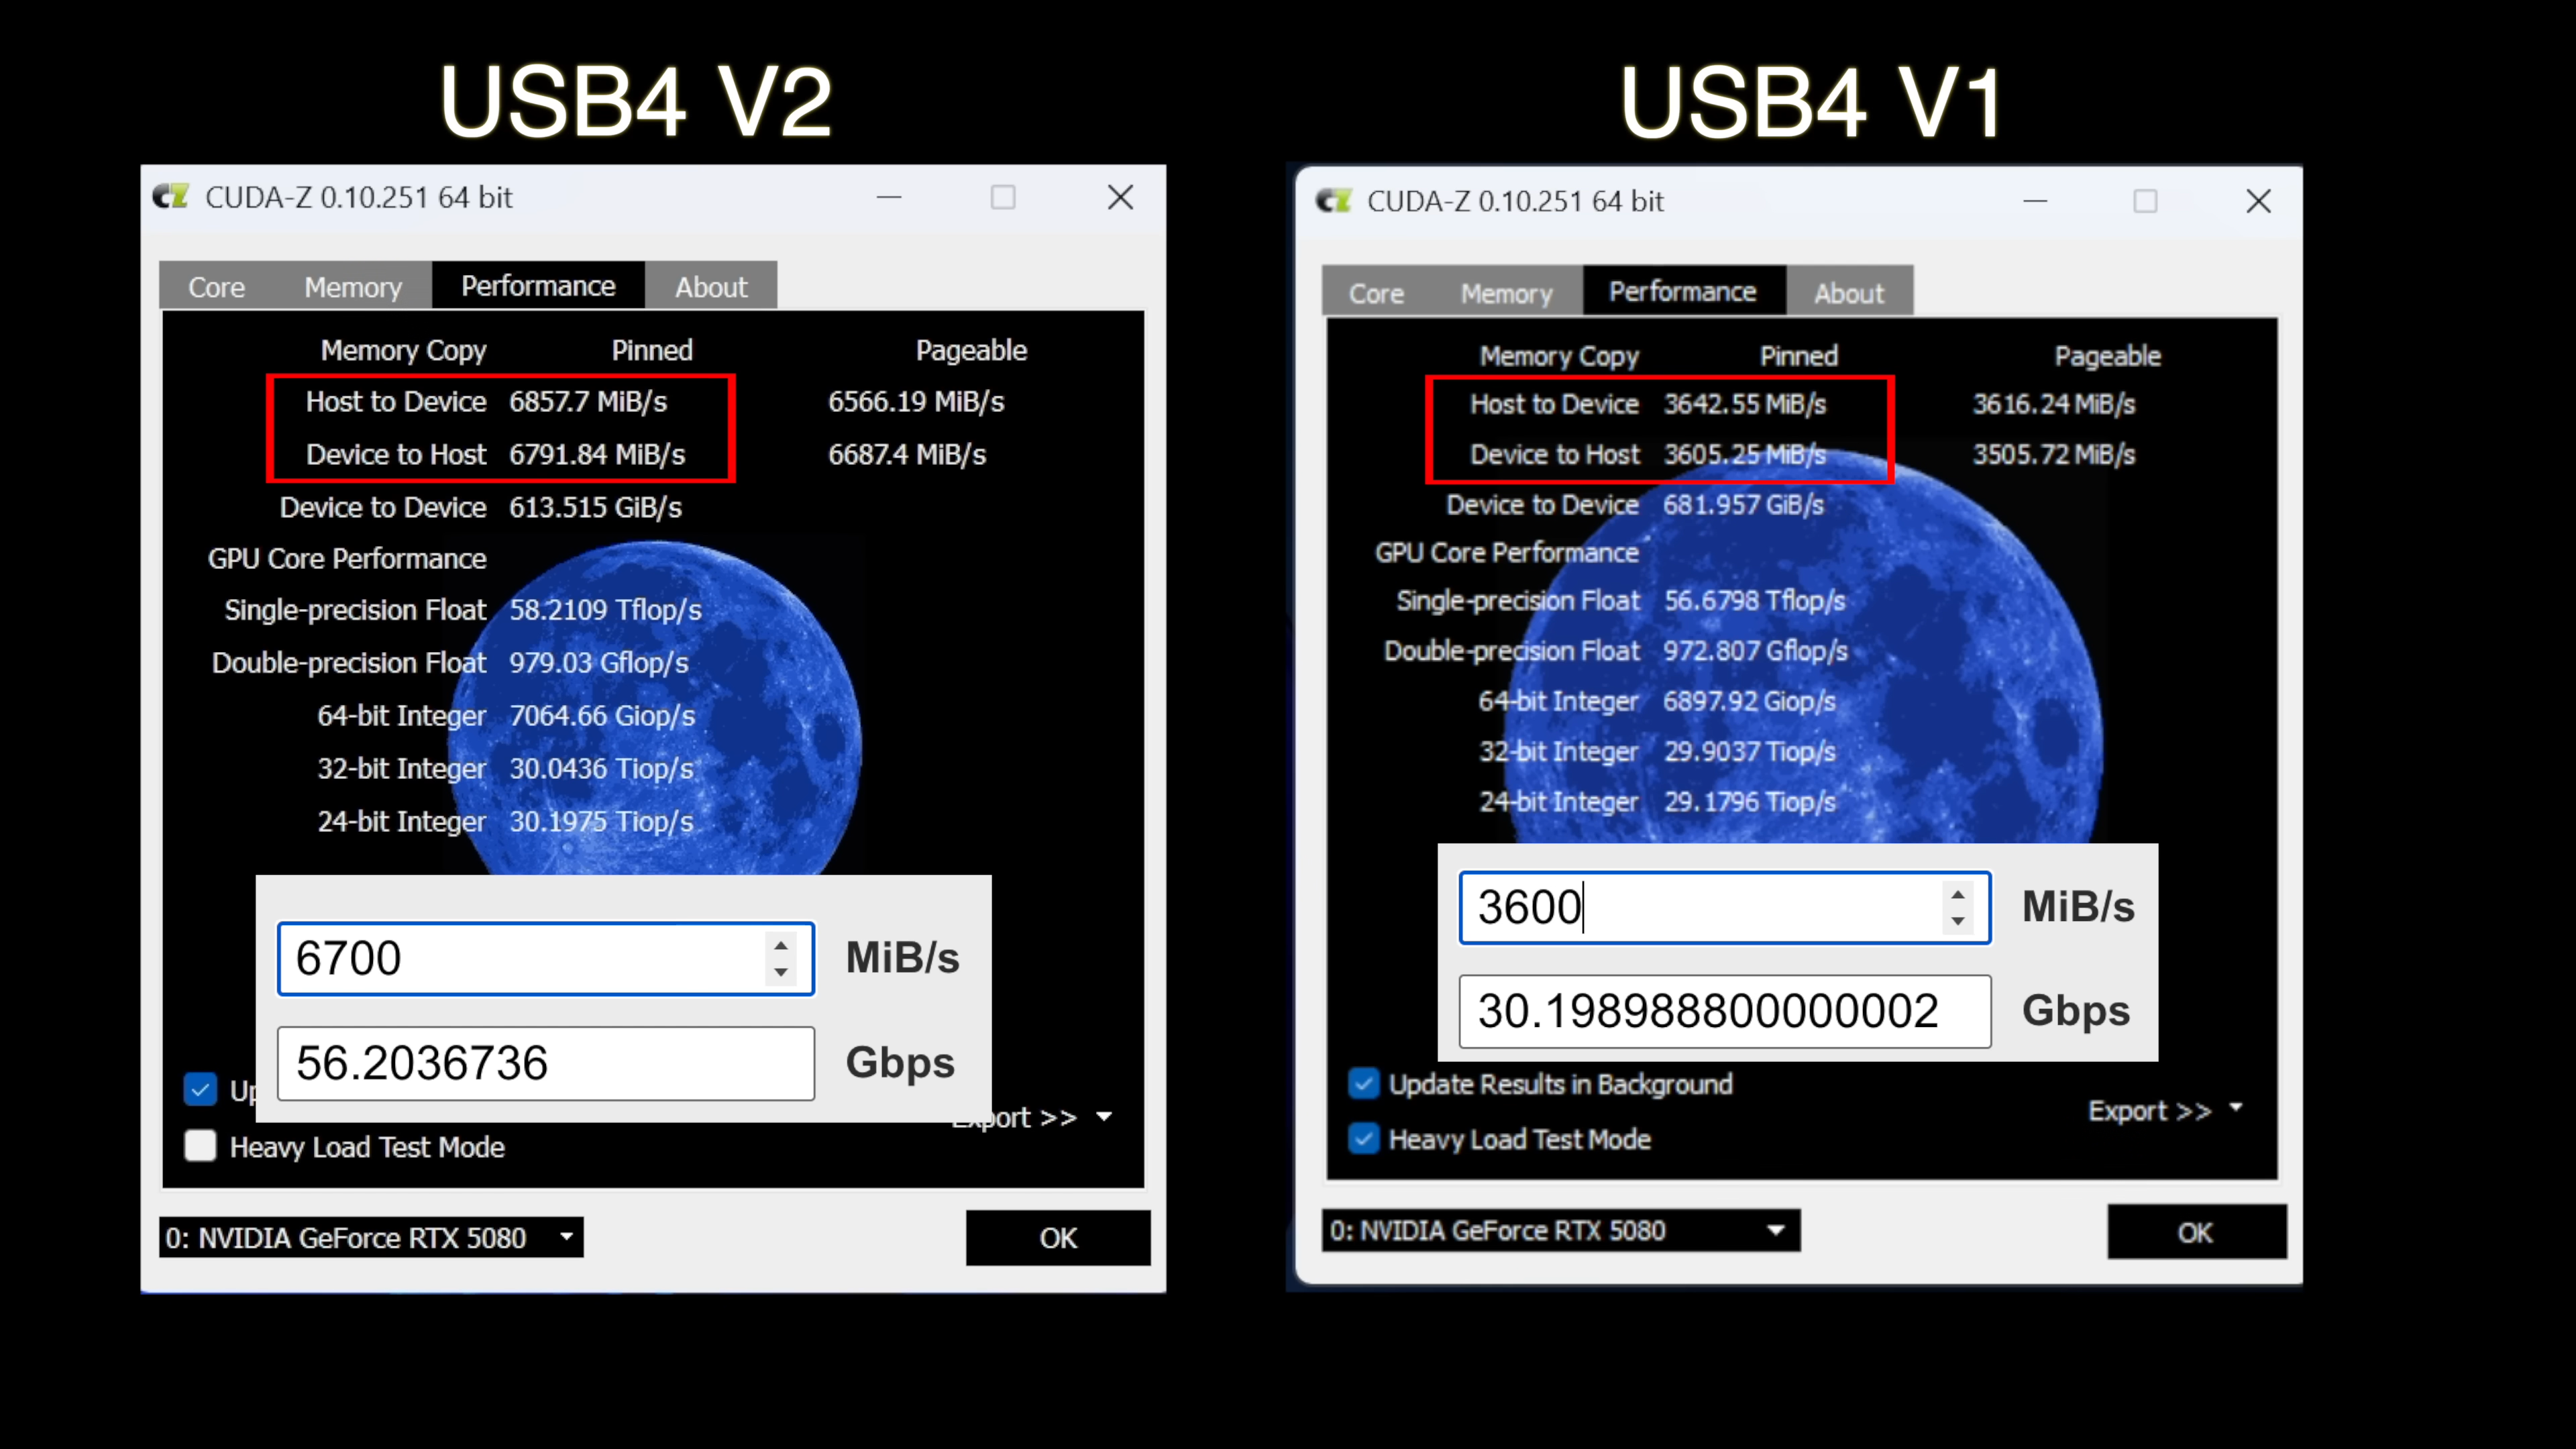 USB4 V2
CUDA-Z 0.10.251 64 bit
Core Memory Performance About
Memory Copy Pinned Pageable
Host to Device 6857.7 MiB/s 6566.19 MiB/s
Device to Host 6791.84 MiB/s 6687.4 MiB/s
Device to Device 613.515 GiB/s
GPU Core Performance
Single-precision Float 58.2109 Tflop/s
Double-precision Float 979.03 Gflop/s
64-bit Integer 7064.66 Giop/s
32-bit Integer 30.0436 Tiop/s
24-bit Integer 30.1975 Tiop/s
6700 MiB/s
56.2036736 Gbps
Export >>
Heavy Load Test Mode
0: NVIDIA GeForce RTX 5080
OK
USB4 V1
CUDA-Z 0.10.251 64 bit
Core Memory Performance About
Memory Copy Pinned Pageable
Host to Device 3642.55 MiB/s 3616.24 MiB/s
Device to Host 3605.25 MiB/s 3505.72 MiB/s
Device to Device 681.957 GiB/s
GPU Core Performance
Single-precision Float 56.6798 Tflop/s
Double-precision Float 972.807 Gflop/s
64-bit Integer 6897.92 Giop/s
32-bit Integer 29.9037 Tiop/s
24-bit Integer 29.1796 Tiop/s
3600 MiB/s
30.198988800000002 Gbps
Update Results in Background
Export >>
Heavy Load Test Mode
0: NVIDIA GeForce RTX 5080
OK